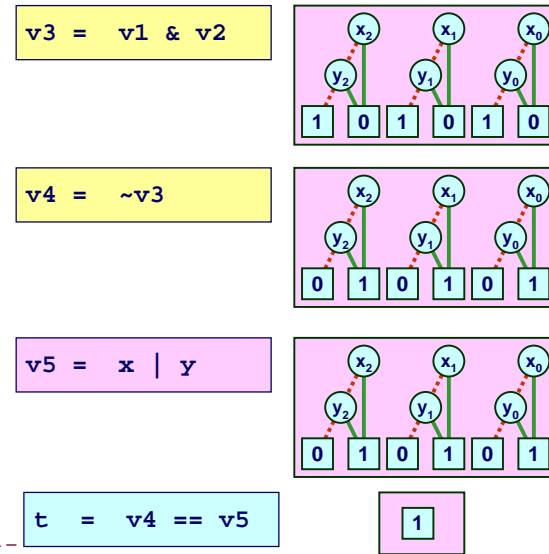 v3 = v1 & v2
x₂ x₁ x₀
y₂ y₁ y₀
1 0 1 0 1 0
v4 = ~v3
x₂ x₁ x₀
y₂ y₁ y₀
0 1 0 1 0 1
v5 = x | y
x₂ x₁ x₀
y₂ y₁ y₀
0 1 0 1 0 1
t = v4 == v5
1